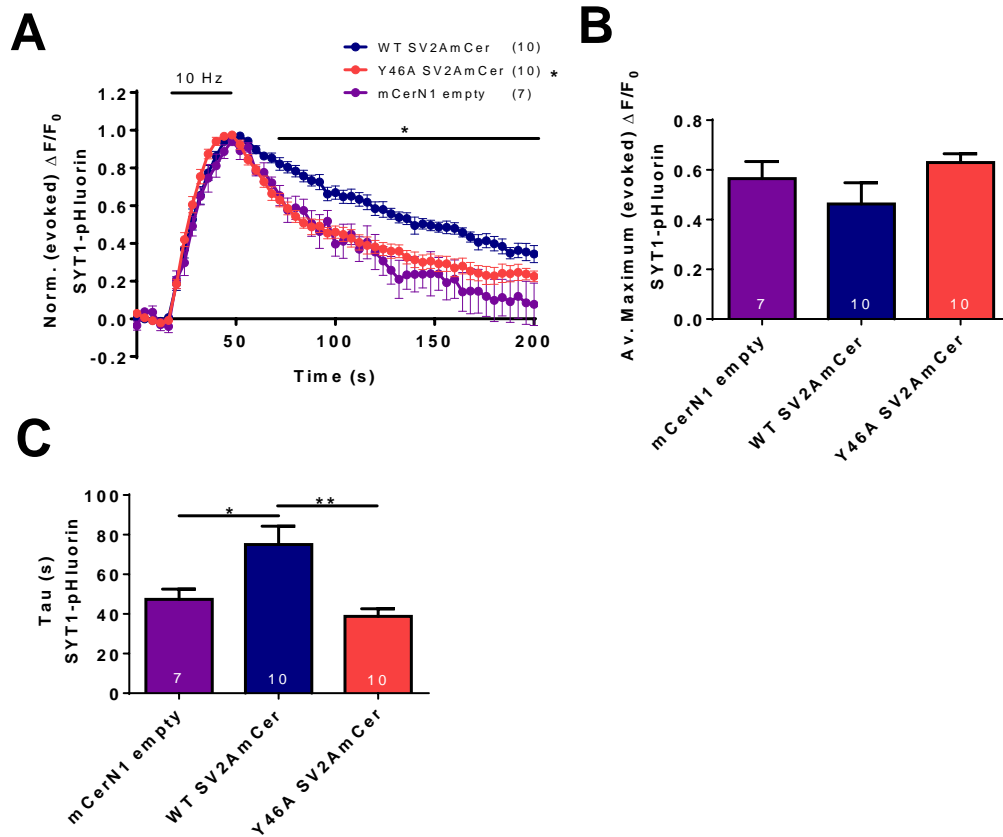 A
WT SV2AmCer (10)
Y46A SV2AmCer (10) *
mCerN1 empty (7)
10 Hz
*
Norm. (evoked) ΔF/F0
SYT1-pHluorin
1.2
1.0
0.8
0.6
0.4
0.2
0.0
-0.2
50
100
150
200
Time (s)
B
Av. Maximum (evoked) ΔF/F0
SYT1-pHluorin
0.8
0.6
0.4
0.2
0.0
7
10
10
mCerN1 empty
WT SV2AmCer
Y46A SV2AmCer
C
Tau (s)
SYT1-pHluorin
100
80
60
40
20
0
*
**
7
10
10
mCerN1 empty
WT SV2AmCer
Y46A SV2AmCer